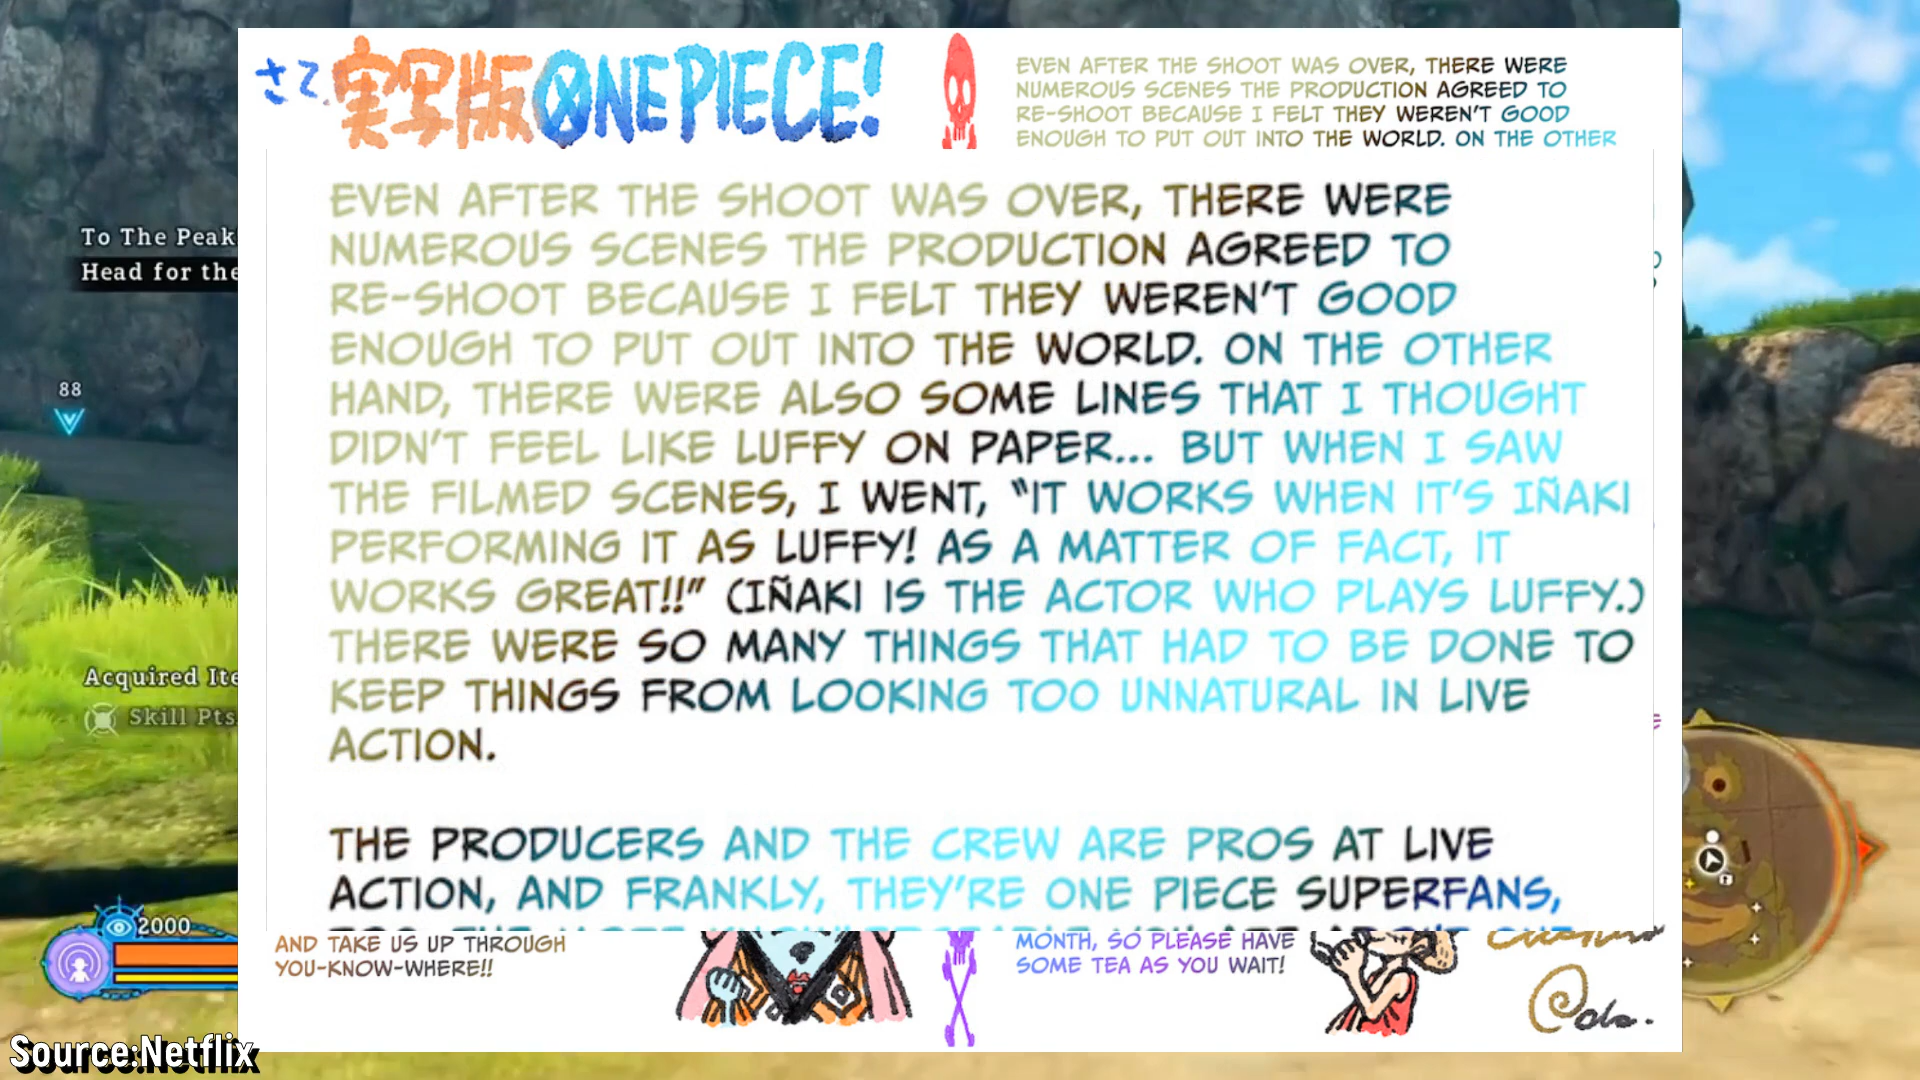 さて、実写版ONE PIECE!
EVEN AFTER THE SHOOT WAS OVER, THERE WERE
NUMEROUS SCENES THE PRODUCTION AGREED TO
RE-SHOOT BECAUSE I FELT THEY WEREN'T GOOD
ENOUGH TO PUT OUT INTO THE WORLD. ON THE OTHER
EVEN AFTER THE SHOOT WAS OVER, THERE WERE
NUMEROUS SCENES THE PRODUCTION AGREED TO
RE-SHOOT BECAUSE I FELT THEY WEREN'T GOOD
ENOUGH TO PUT OUT INTO THE WORLD. ON THE OTHER
HAND, THERE WERE ALSO SOME LINES THAT I THOUGHT
DIDN'T FEEL LIKE LUFFY ON PAPER... BUT WHEN I SAW
THE FILMED SCENES, I WENT, "IT WORKS WHEN IT'S IÑAKI
PERFORMING IT AS LUFFY! AS A MATTER OF FACT, IT
WORKS GREAT!!" (IÑAKI IS THE ACTOR WHO PLAYS LUFFY.)
THERE WERE SO MANY THINGS THAT HAD TO BE DONE TO
KEEP THINGS FROM LOOKING TOO UNNATURAL IN LIVE
ACTION.
THE PRODUCERS AND THE CREW ARE PROS AT LIVE
ACTION, AND FRANKLY, THEY'RE ONE PIECE SUPERFANS,
AND TAKE US UP THROUGH
YOU-KNOW-WHERE!!
MONTH, SO PLEASE HAVE
SOME TEA AS YOU WAIT!
Oda.
To The Peak
Head for the
88
Acquired Ite
Skill Pts.
2000
Source:Netflix